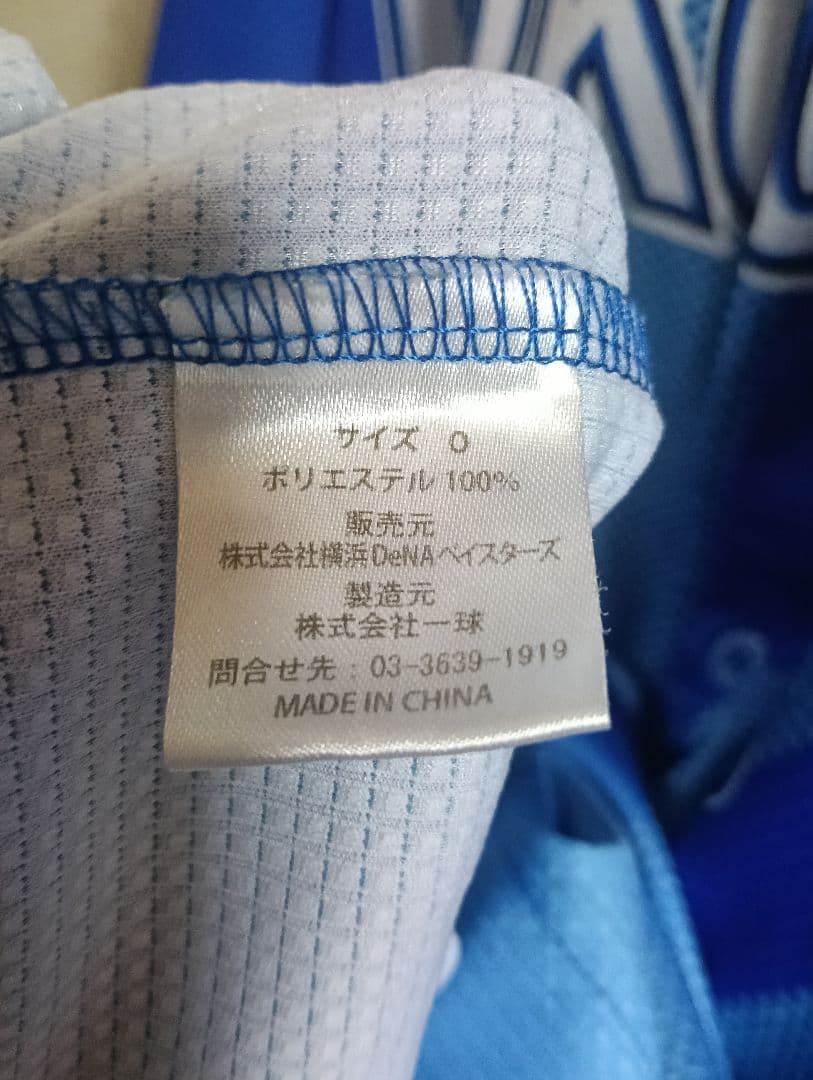 サイズ O
ポリエステル 100%
販売元
株式会社横浜DeNAベイスターズ
製造元
株式会社一球
問合せ先：03-3639-1919
MADE IN CHINA